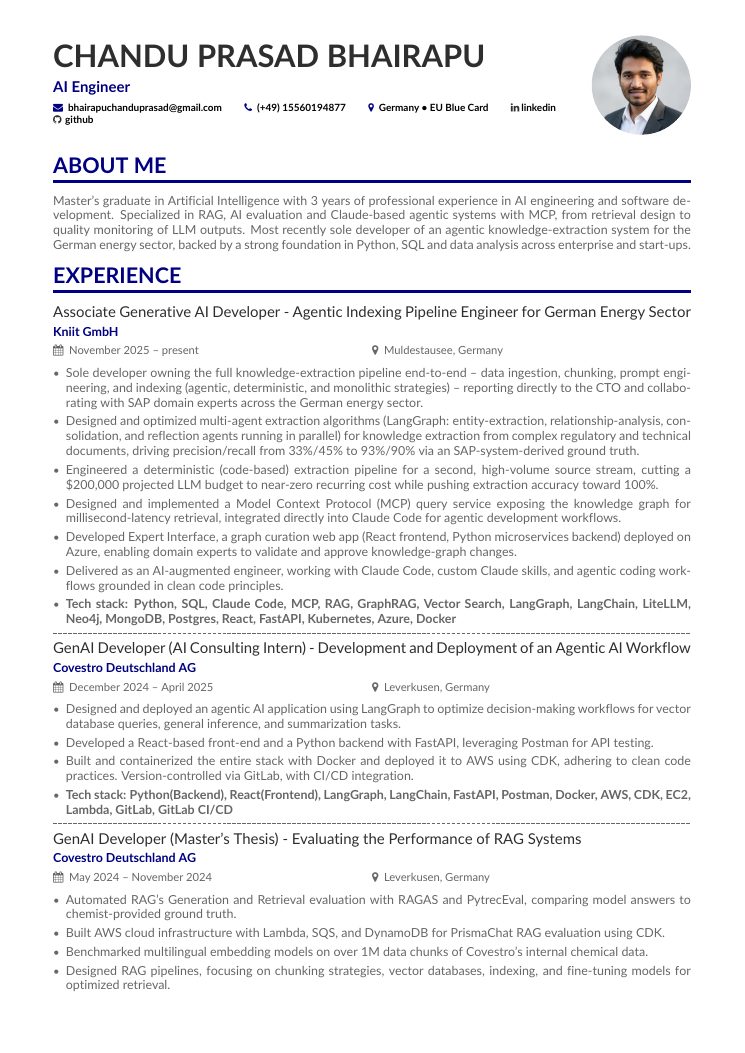 CHANDU PRASAD BHAIRAPU
AI Engineer
bhairapuchanduprasad@gmail.com (+49) 15560194877 Germany • EU Blue Card linkedin
github
ABOUT ME
Master's graduate in Artificial Intelligence with 3 years of professional experience in AI engineering and software de-
velopment. Specialized in RAG, AI evaluation and Claude-based agentic systems with MCP, from retrieval design to
quality monitoring of LLM outputs. Most recently sole developer of an agentic knowledge-extraction system for the
German energy sector, backed by a strong foundation in Python, SQL and data analysis across enterprise and start-ups.
EXPERIENCE
Associate Generative AI Developer - Agentic Indexing Pipeline Engineer for German Energy Sector
Kniit GmbH
November 2025 – present Muldestausee, Germany
• Sole developer owning the full knowledge-extraction pipeline end-to-end – data ingestion, chunking, prompt engi-
neering, and indexing (agentic, deterministic, and monolithic strategies) – reporting directly to the CTO and collabo-
rating with SAP domain experts across the German energy sector.
• Designed and optimized multi-agent extraction algorithms (LangGraph: entity-extraction, relationship-analysis, con-
solidation, and reflection agents running in parallel) for knowledge extraction from complex regulatory and technical
documents, driving precision/recall from 33%/45% to 93%/90% via an SAP-system-derived ground truth.
• Engineered a deterministic (code-based) extraction pipeline for a second, high-volume source stream, cutting a
$200,000 projected LLM budget to near-zero recurring cost while pushing extraction accuracy toward 100%.
• Designed and implemented a Model Context Protocol (MCP) query service exposing the knowledge graph for
millisecond-latency retrieval, integrated directly into Claude Code for agentic development workflows.
• Developed Expert Interface, a graph curation web app (React frontend, Python microservices backend) deployed on
Azure, enabling domain experts to validate and approve knowledge-graph changes.
• Delivered as an AI-augmented engineer, working with Claude Code, custom Claude skills, and agentic coding work-
flows grounded in clean code principles.
• Tech stack: Python, SQL, Claude Code, MCP, RAG, GraphRAG, Vector Search, LangGraph, LangChain, LiteLLM,
Neo4j, MongoDB, Postgres, React, FastAPI, Kubernetes, Azure, Docker
GenAI Developer (AI Consulting Intern) - Development and Deployment of an Agentic AI Workflow
Covestro Deutschland AG
December 2024 – April 2025 Leverkusen, Germany
• Designed and deployed an agentic AI application using LangGraph to optimize decision-making workflows for vector
database queries, general inference, and summarization tasks.
• Developed a React-based front-end and a Python backend with FastAPI, leveraging Postman for API testing.
• Built and containerized the entire stack with Docker and deployed it to AWS using CDK, adhering to clean code
practices. Version-controlled via GitLab, with CI/CD integration.
• Tech stack: Python(Backend), React(Frontend), LangGraph, LangChain, FastAPI, Postman, Docker, AWS, CDK, EC2,
Lambda, GitLab, GitLab CI/CD
GenAI Developer (Master's Thesis) - Evaluating the Performance of RAG Systems
Covestro Deutschland AG
May 2024 – November 2024 Leverkusen, Germany
• Automated RAG's Generation and Retrieval evaluation with RAGAS and PytrecEval, comparing model answers to
chemist-provided ground truth.
• Built AWS cloud infrastructure with Lambda, SQS, and DynamoDB for PrismaChat RAG evaluation using CDK.
• Benchmarked multilingual embedding models on over 1M data chunks of Covestro's internal chemical data.
• Designed RAG pipelines, focusing on chunking strategies, vector databases, indexing, and fine-tuning models for
optimized retrieval.